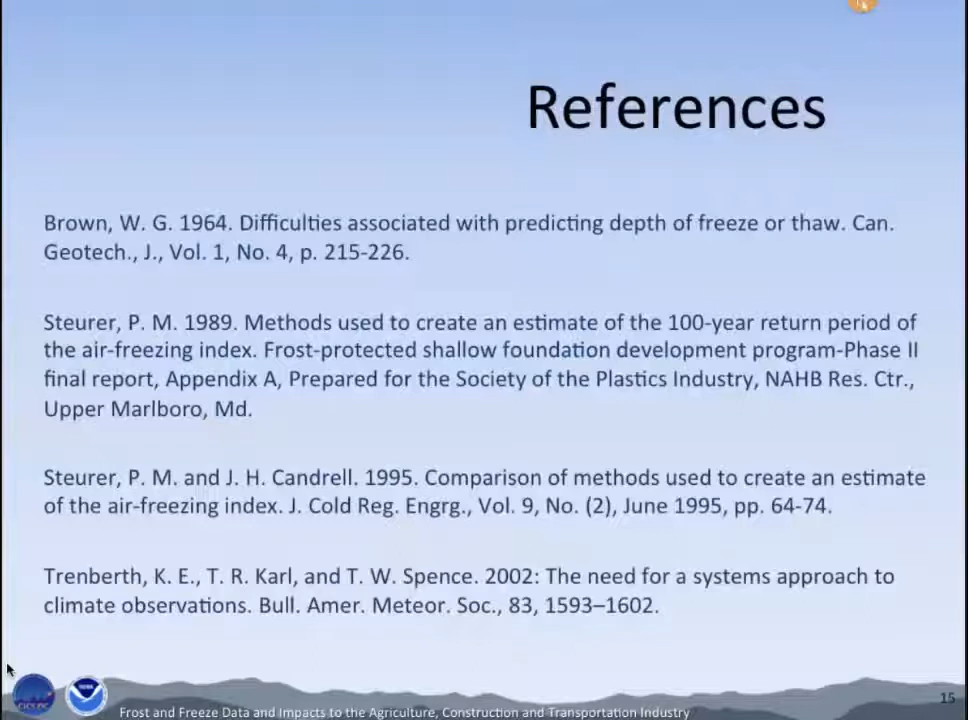 References
Brown, W. G. 1964. Difficulties associated with predicting depth of freeze or thaw. Can.
Geotech., J., Vol. 1, No. 4, p. 215-226.
Steurer, P. M. 1989. Methods used to create an estimate of the 100-year return period of
the air-freezing index. Frost-protected shallow foundation development program-Phase II
final report, Appendix A, Prepared for the Society of the Plastics Industry, NAHB Res. Ctr.,
Upper Marlboro, Md.
Steurer, P. M. and J. H. Candrell. 1995. Comparison of methods used to create an estimate
of the air-freezing index. J. Cold Reg. Engrg., Vol. 9, No. (2), June 1995, pp. 64-74.
Trenberth, K. E., T. R. Karl, and T. W. Spence. 2002: The need for a systems approach to
climate observations. Bull. Amer. Meteor. Soc., 83, 1593–1602.
15
Frost and Freeze Data and Impacts to the Agriculture, Construction and Transportation Industry